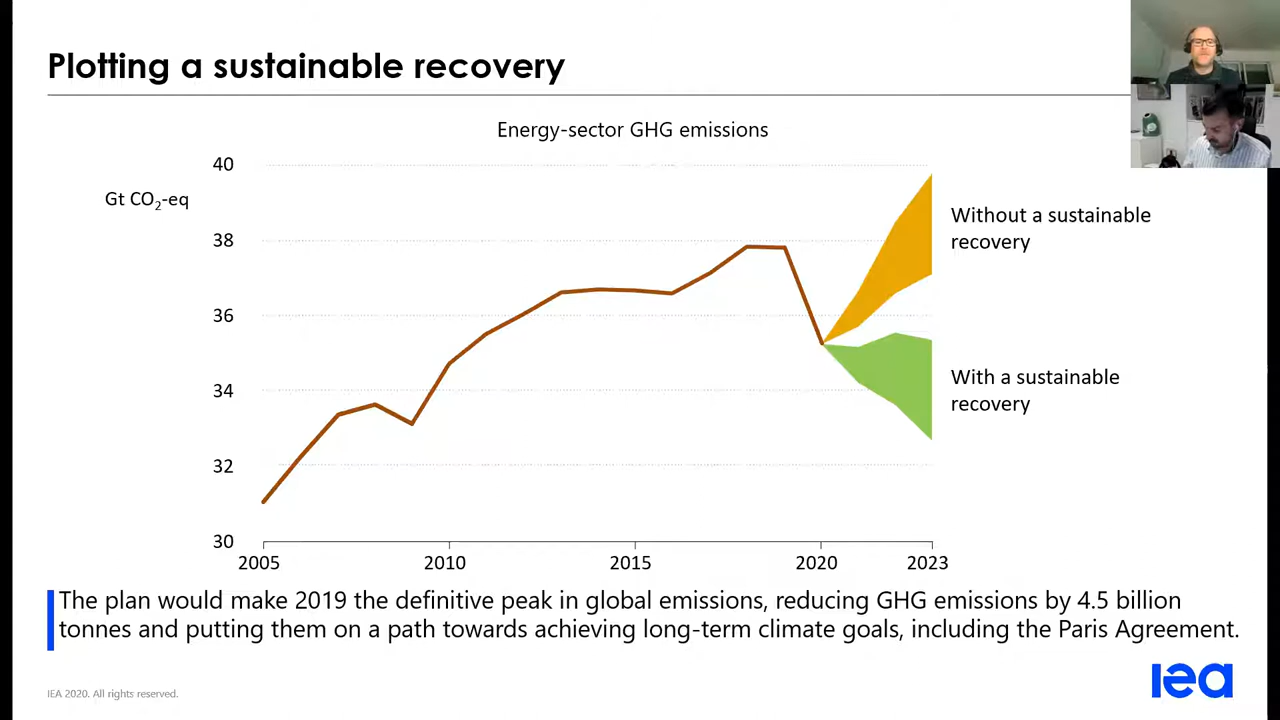 Plotting a sustainable recovery
Energy-sector GHG emissions
40
Gt CO₂-eq
38
36
34
32
30
Without a sustainable
recovery
With a sustainable
recovery
2005 2010 2015 2020 2023
The plan would make 2019 the definitive peak in global emissions, reducing GHG emissions by 4.5 billion
tonnes and putting them on a path towards achieving long-term climate goals, including the Paris Agreement.
IEA 2020. All rights reserved.
iea